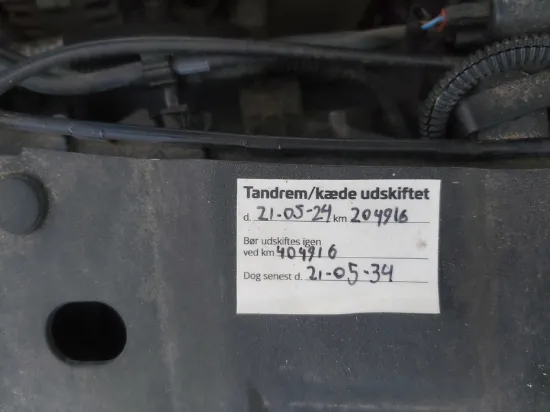 Tandrem/kæde udskiftet
d. 21-05-24 km 204916
Bør udskiftes igen
ved km 404916
Dog senest d. 21-05-34